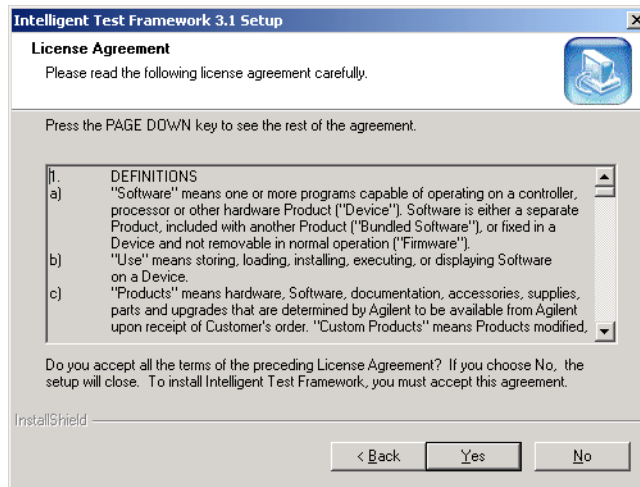 Intelligent Test Framework 3.1 Setup
License Agreement
Please read the following license agreement carefully.
Press the PAGE DOWN key to see the rest of the agreement.
1. DEFINITIONS
a) "Software" means one or more programs capable of operating on a controller,
processor or other hardware Product ("Device"). Software is either a separate
Product, included with another Product ("Bundled Software"), or fixed in a
Device and not removable in normal operation ("Firmware").
b) "Use" means storing, loading, installing, executing, or displaying Software
on a Device.
c) "Products" means hardware, Software, documentation, accessories, supplies,
parts and upgrades that are determined by Agilent to be available from Agilent
upon receipt of Customer's order. "Custom Products" means Products modified,
Do you accept all the terms of the preceding License Agreement? If you choose No, the
setup will close. To install Intelligent Test Framework, you must accept this agreement.
InstallShield
< Back Yes No